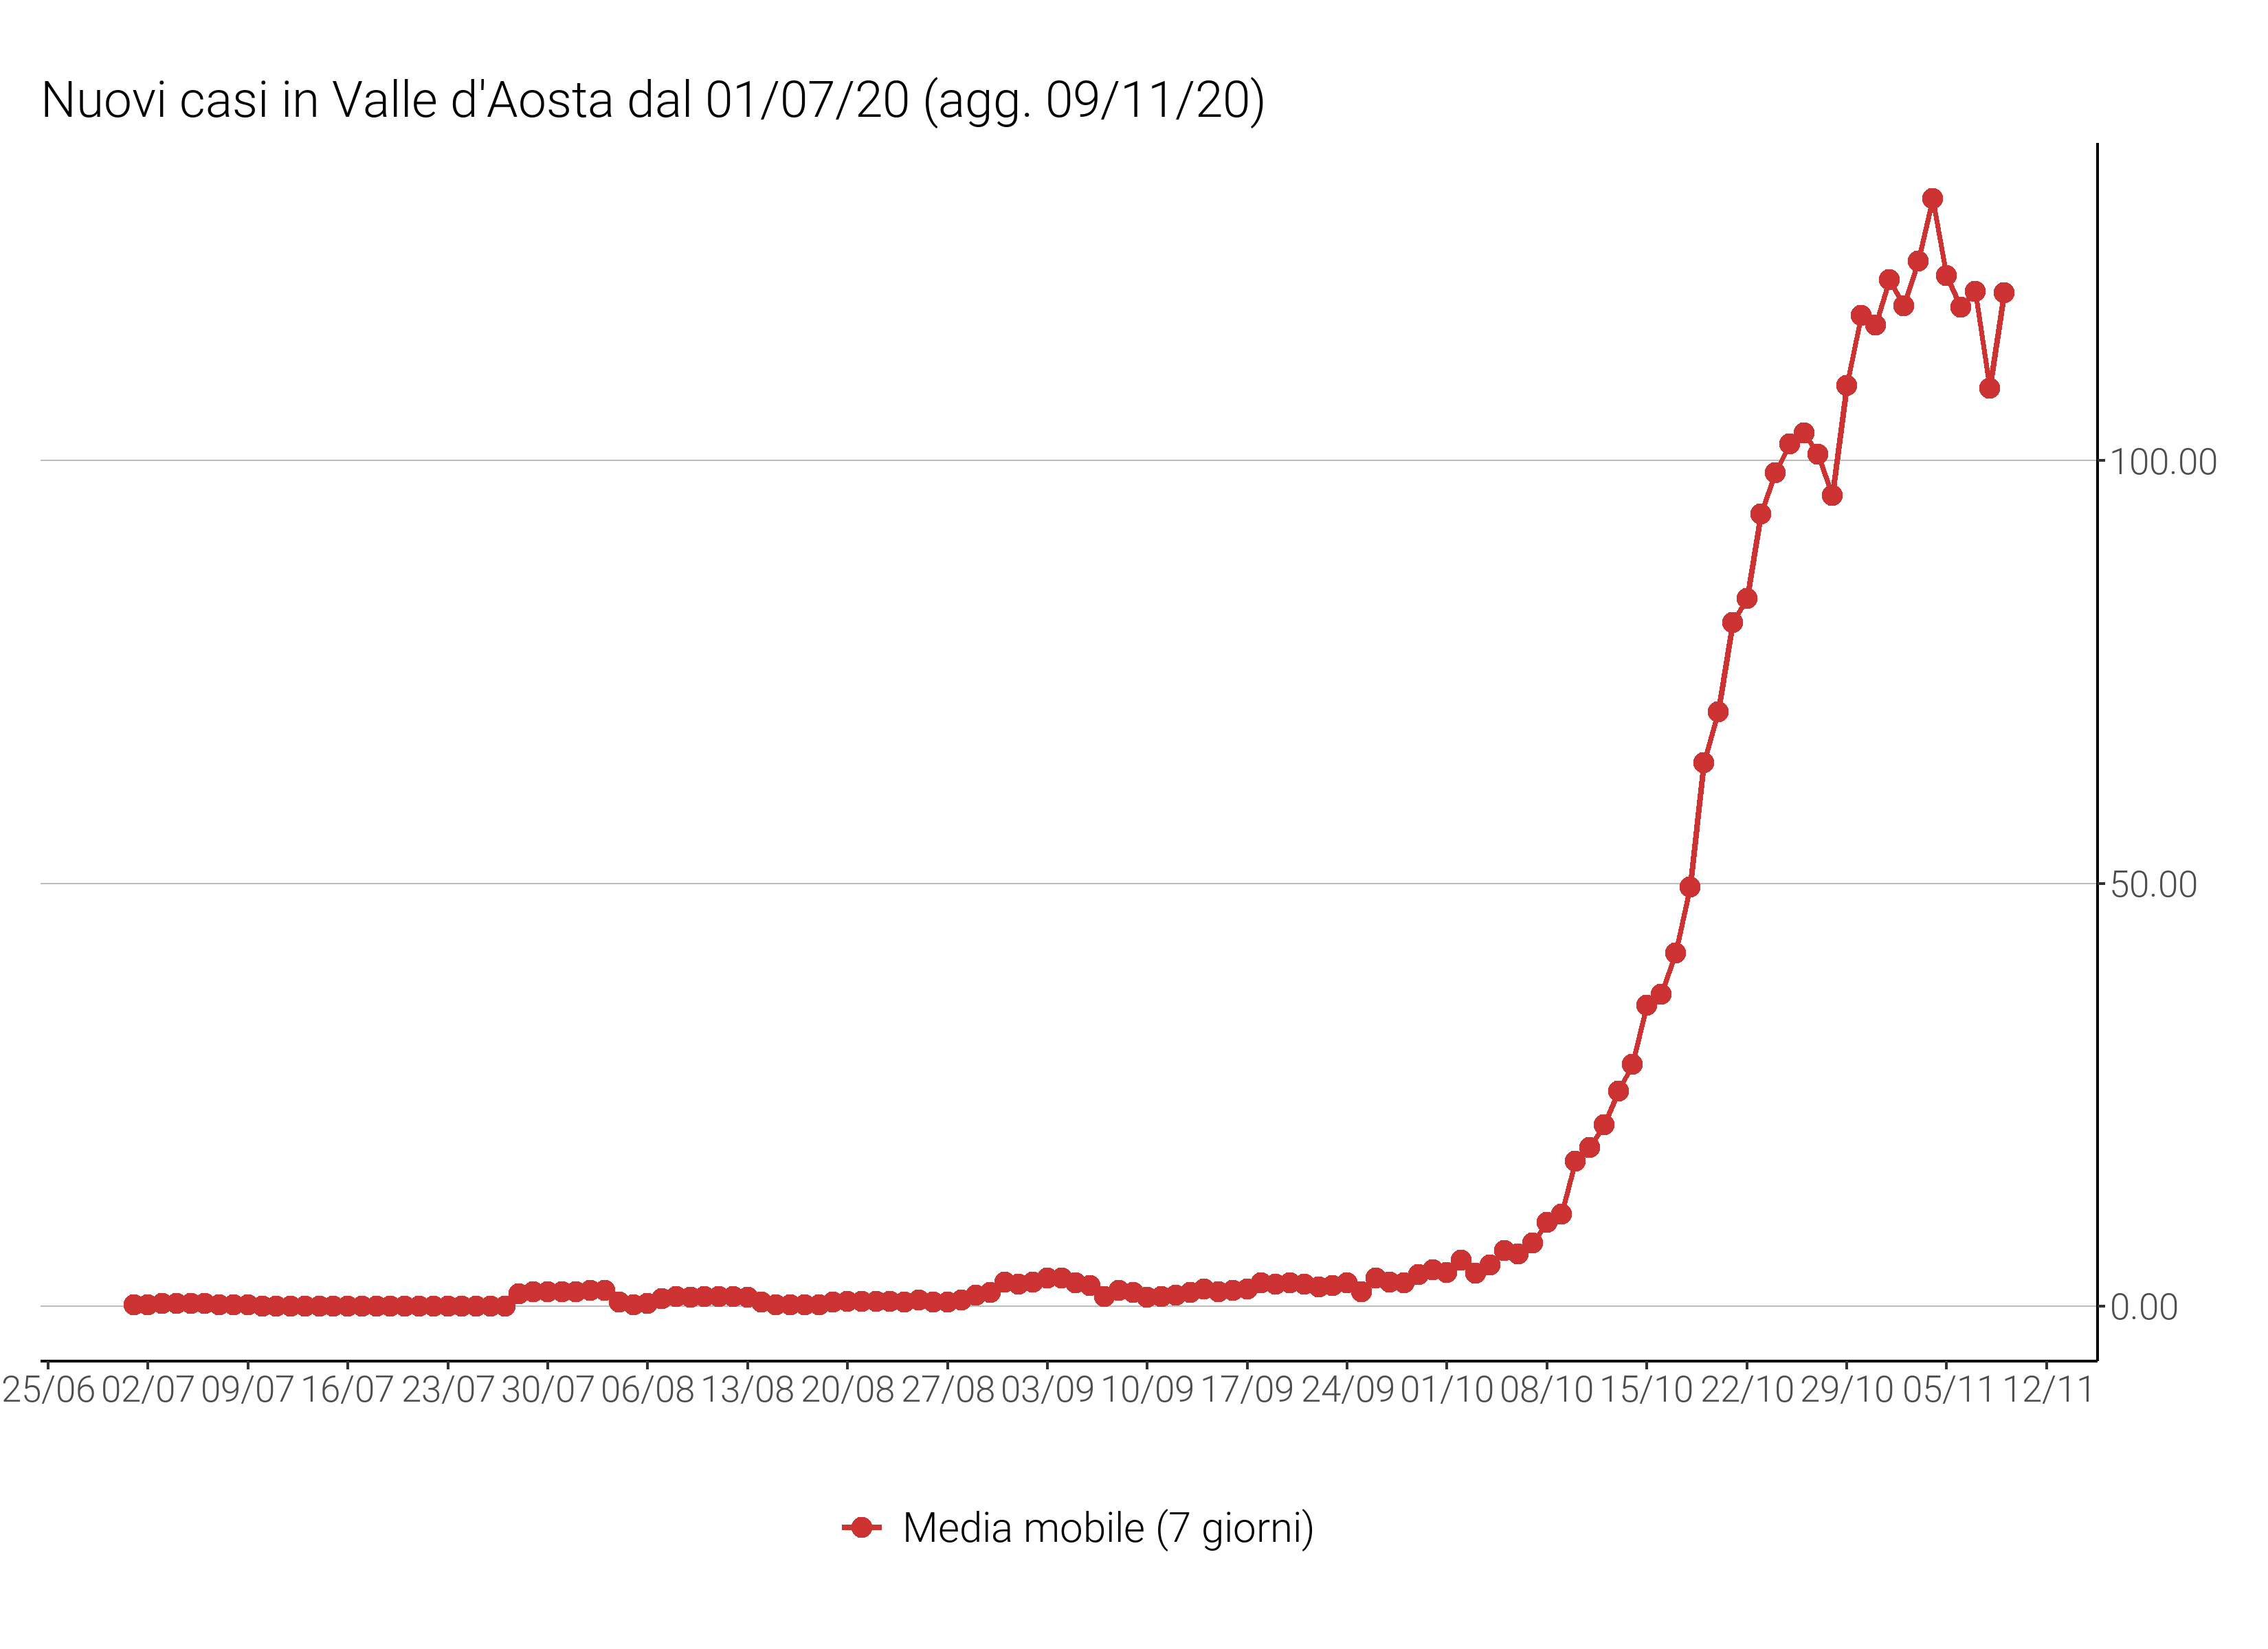 Nuovi casi in Valle d'Aosta dal 01/07/20 (agg. 09/11/20)
100.00
50.00
0.00
25/06 02/07 09/07 16/07 23/07 30/07 06/08 13/08 20/08 27/08 03/09 10/09 17/09 24/09 01/10 08/10 15/10 22/10 29/10 05/11 12/11
Media mobile (7 giorni)